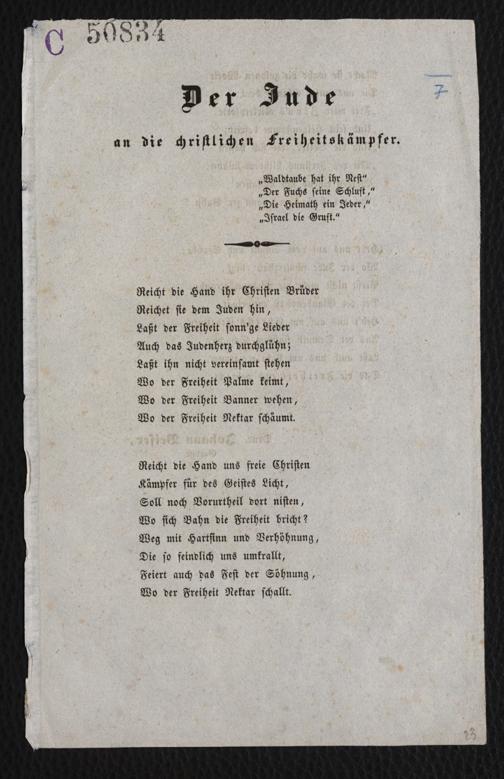 C 50834
7
Der Jude
an die christlichen Freiheitskämpfer.
„Waldtaube hat ihr Nest“
„Der Fuchs seine Schluft,“
„Die Heimath ein Jeder,“
„Israel die Gruft.“
Reicht die Hand ihr Christen Brüder
Reichet sie dem Juden hin,
Laßt der Freiheit sonn'ge Lieder
Auch das Judenherz durchglühn;
Laßt ihn nicht vereinsamt stehen
Wo der Freiheit Palme keimt,
Wo der Freiheit Banner wehen,
Wo der Freiheit Nektar schäumt.
Reicht die Hand uns freie Christen
Kämpfer für des Geistes Licht,
Soll noch Vorurtheil dort nisten,
Wo sich Bahn die Freiheit bricht?
Weg mit Hartsinn und Verhöhnung,
Die so feindlich uns umkrallt,
Feiert auch das Fest der Söhnung,
Wo der Freiheit Nektar schallt.
23